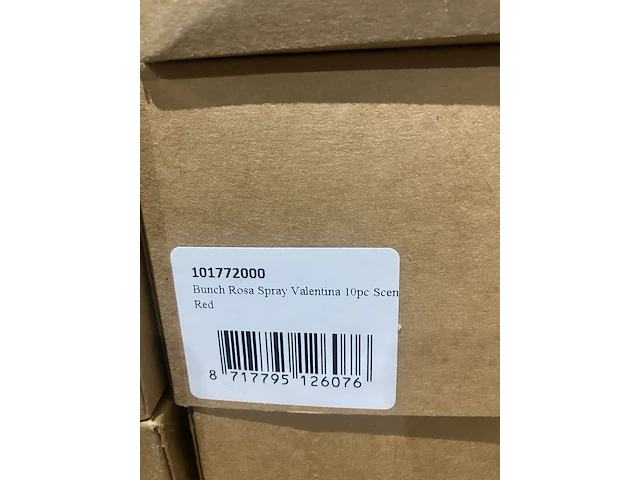 101772000
Bunch Rosa Spray Valentina 10pc Scen
Red
8 717795 126076